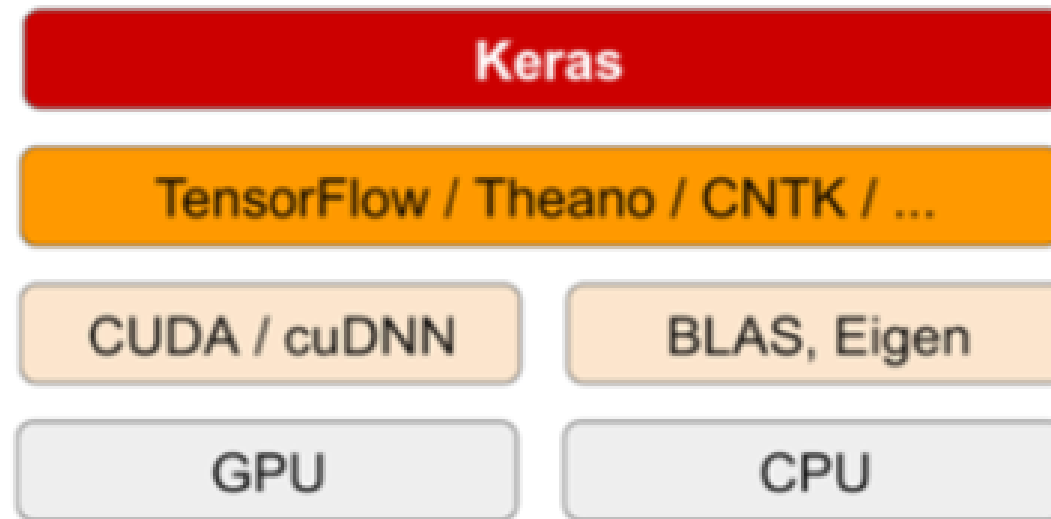 Keras
TensorFlow / Theano / CNTK / ...
CUDA / cuDNN
BLAS, Eigen
GPU
CPU